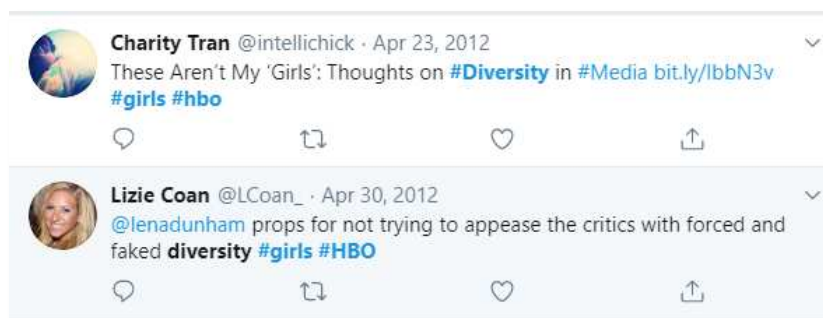 Charity Tran @intellichick · Apr 23, 2012
These Aren't My 'Girls': Thoughts on #Diversity in #Media bit.ly/IbbN3v
#girls #hbo
Lizie Coan @LCoan_ · Apr 30, 2012
@lenadunham props for not trying to appease the critics with forced and
faked diversity #girls #HBO